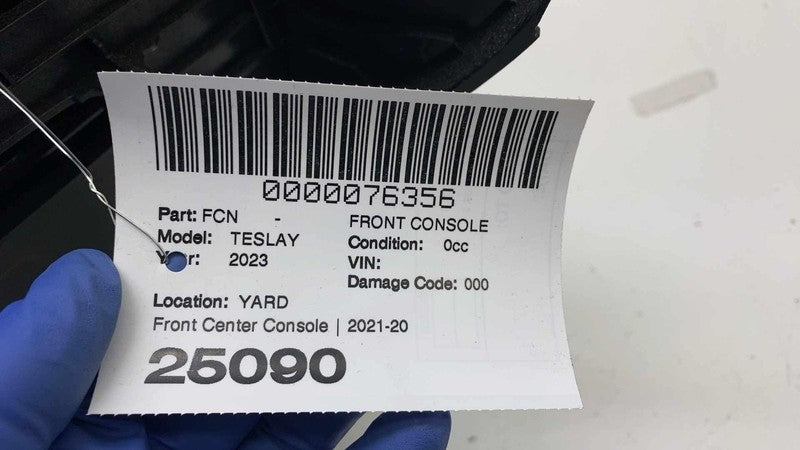 0000076356
Part: FCN - FRONT CONSOLE
Model: TESLAY Condition: 0cc
2023 VIN:
Damage Code: 000
Location: YARD
Front Center Console | 2021-20
25090